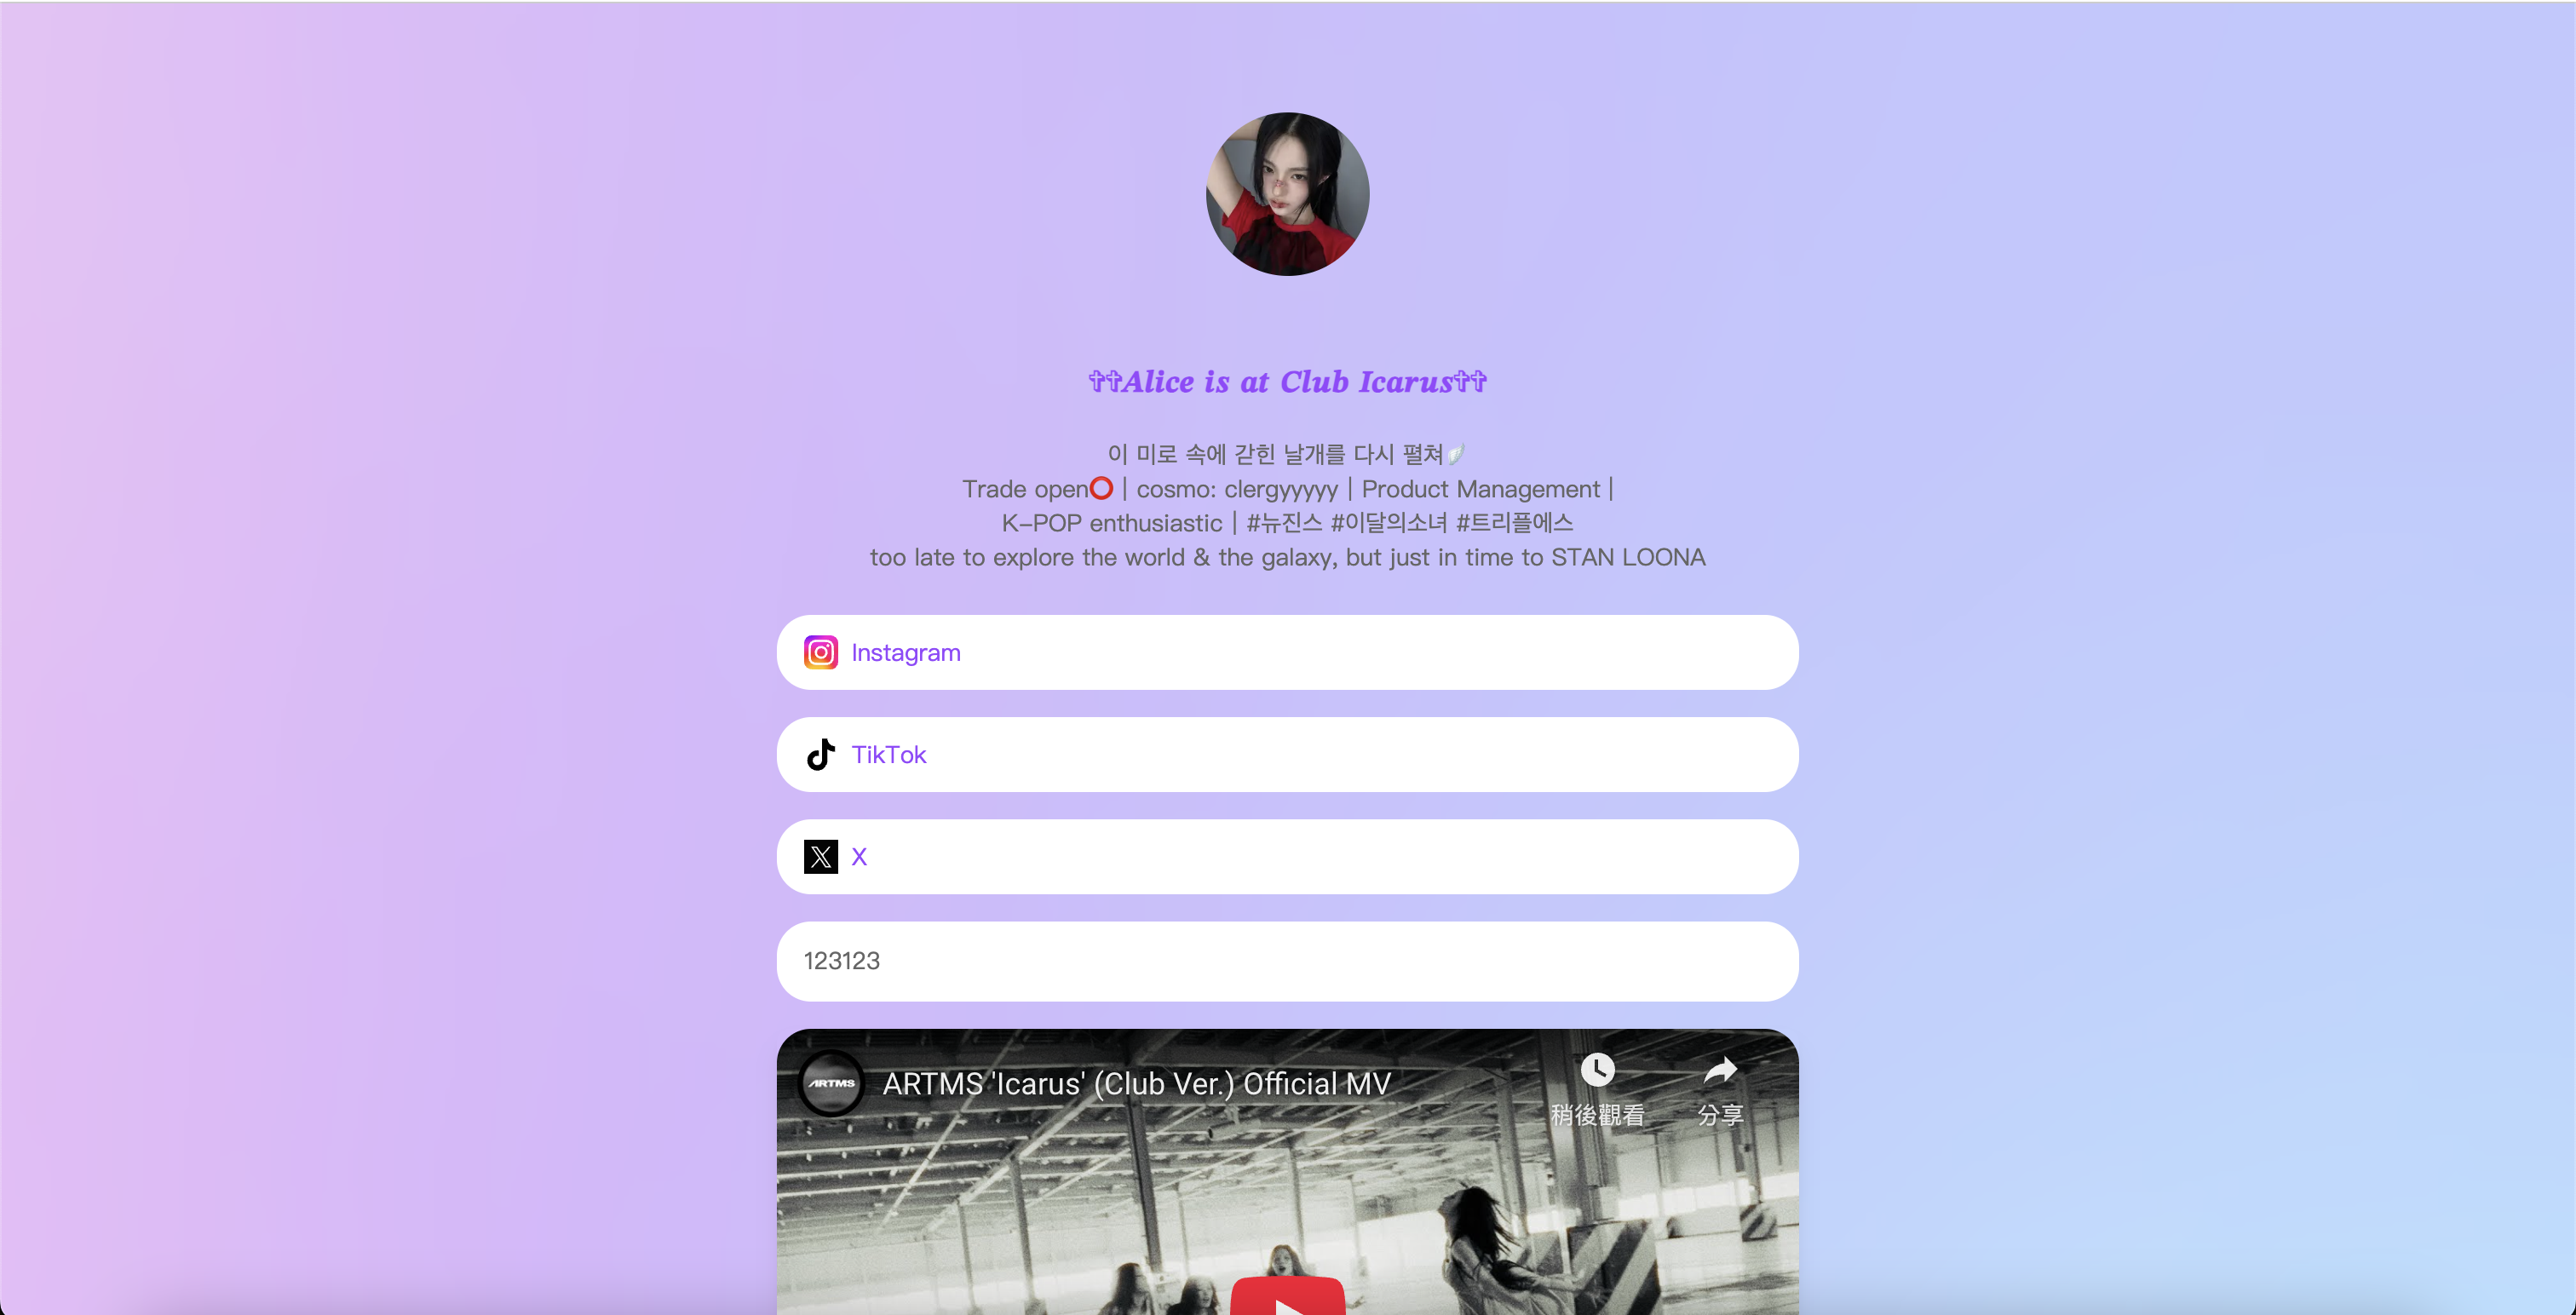 ✞✞Alice is at Club Icarus✞✞
이 미로 속에 갇힌 날개를 다시 펼쳐🪽
Trade open⭕️ | cosmo: clergyyyyy | Product Management |
K-POP enthusiastic | #뉴진스 #이달의소녀 #트리플에스
too late to explore the world & the galaxy, but just in time to STAN LOONA
Instagram
TikTok
X
123123
ARTMS
ARTMS 'Icarus' (Club Ver.) Official MV
稍後觀看
分享